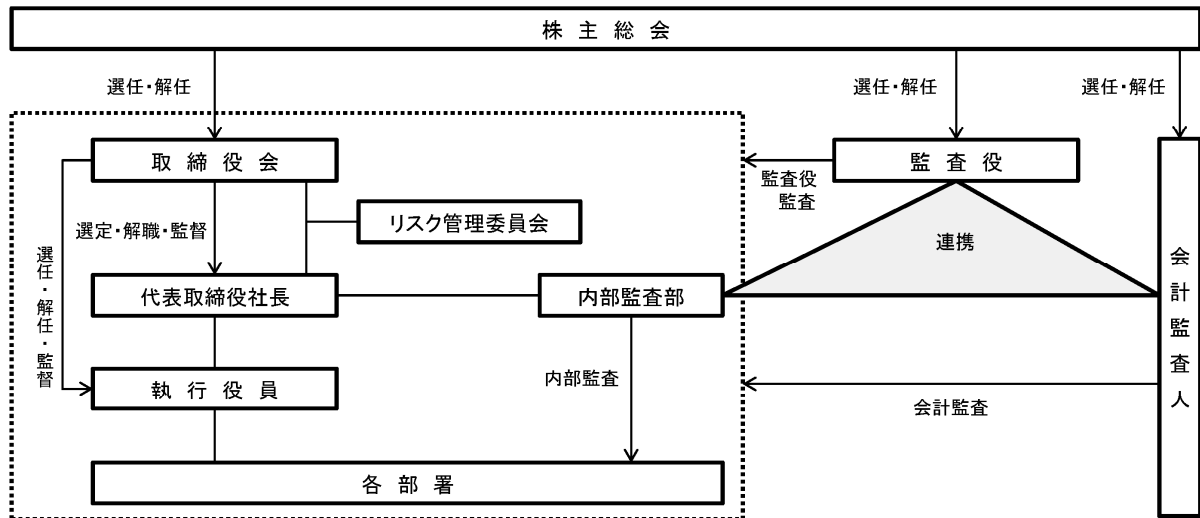 株主総会
選任・解任
選任・解任
選任・解任
取締役会
監査役
監査役
監査
リスク管理委員会
選定・解職・監督
連携
選任・解任・監督
代表取締役社長
内部監査部
会計監査人
執行役員
内部監査
会計監査
各部署